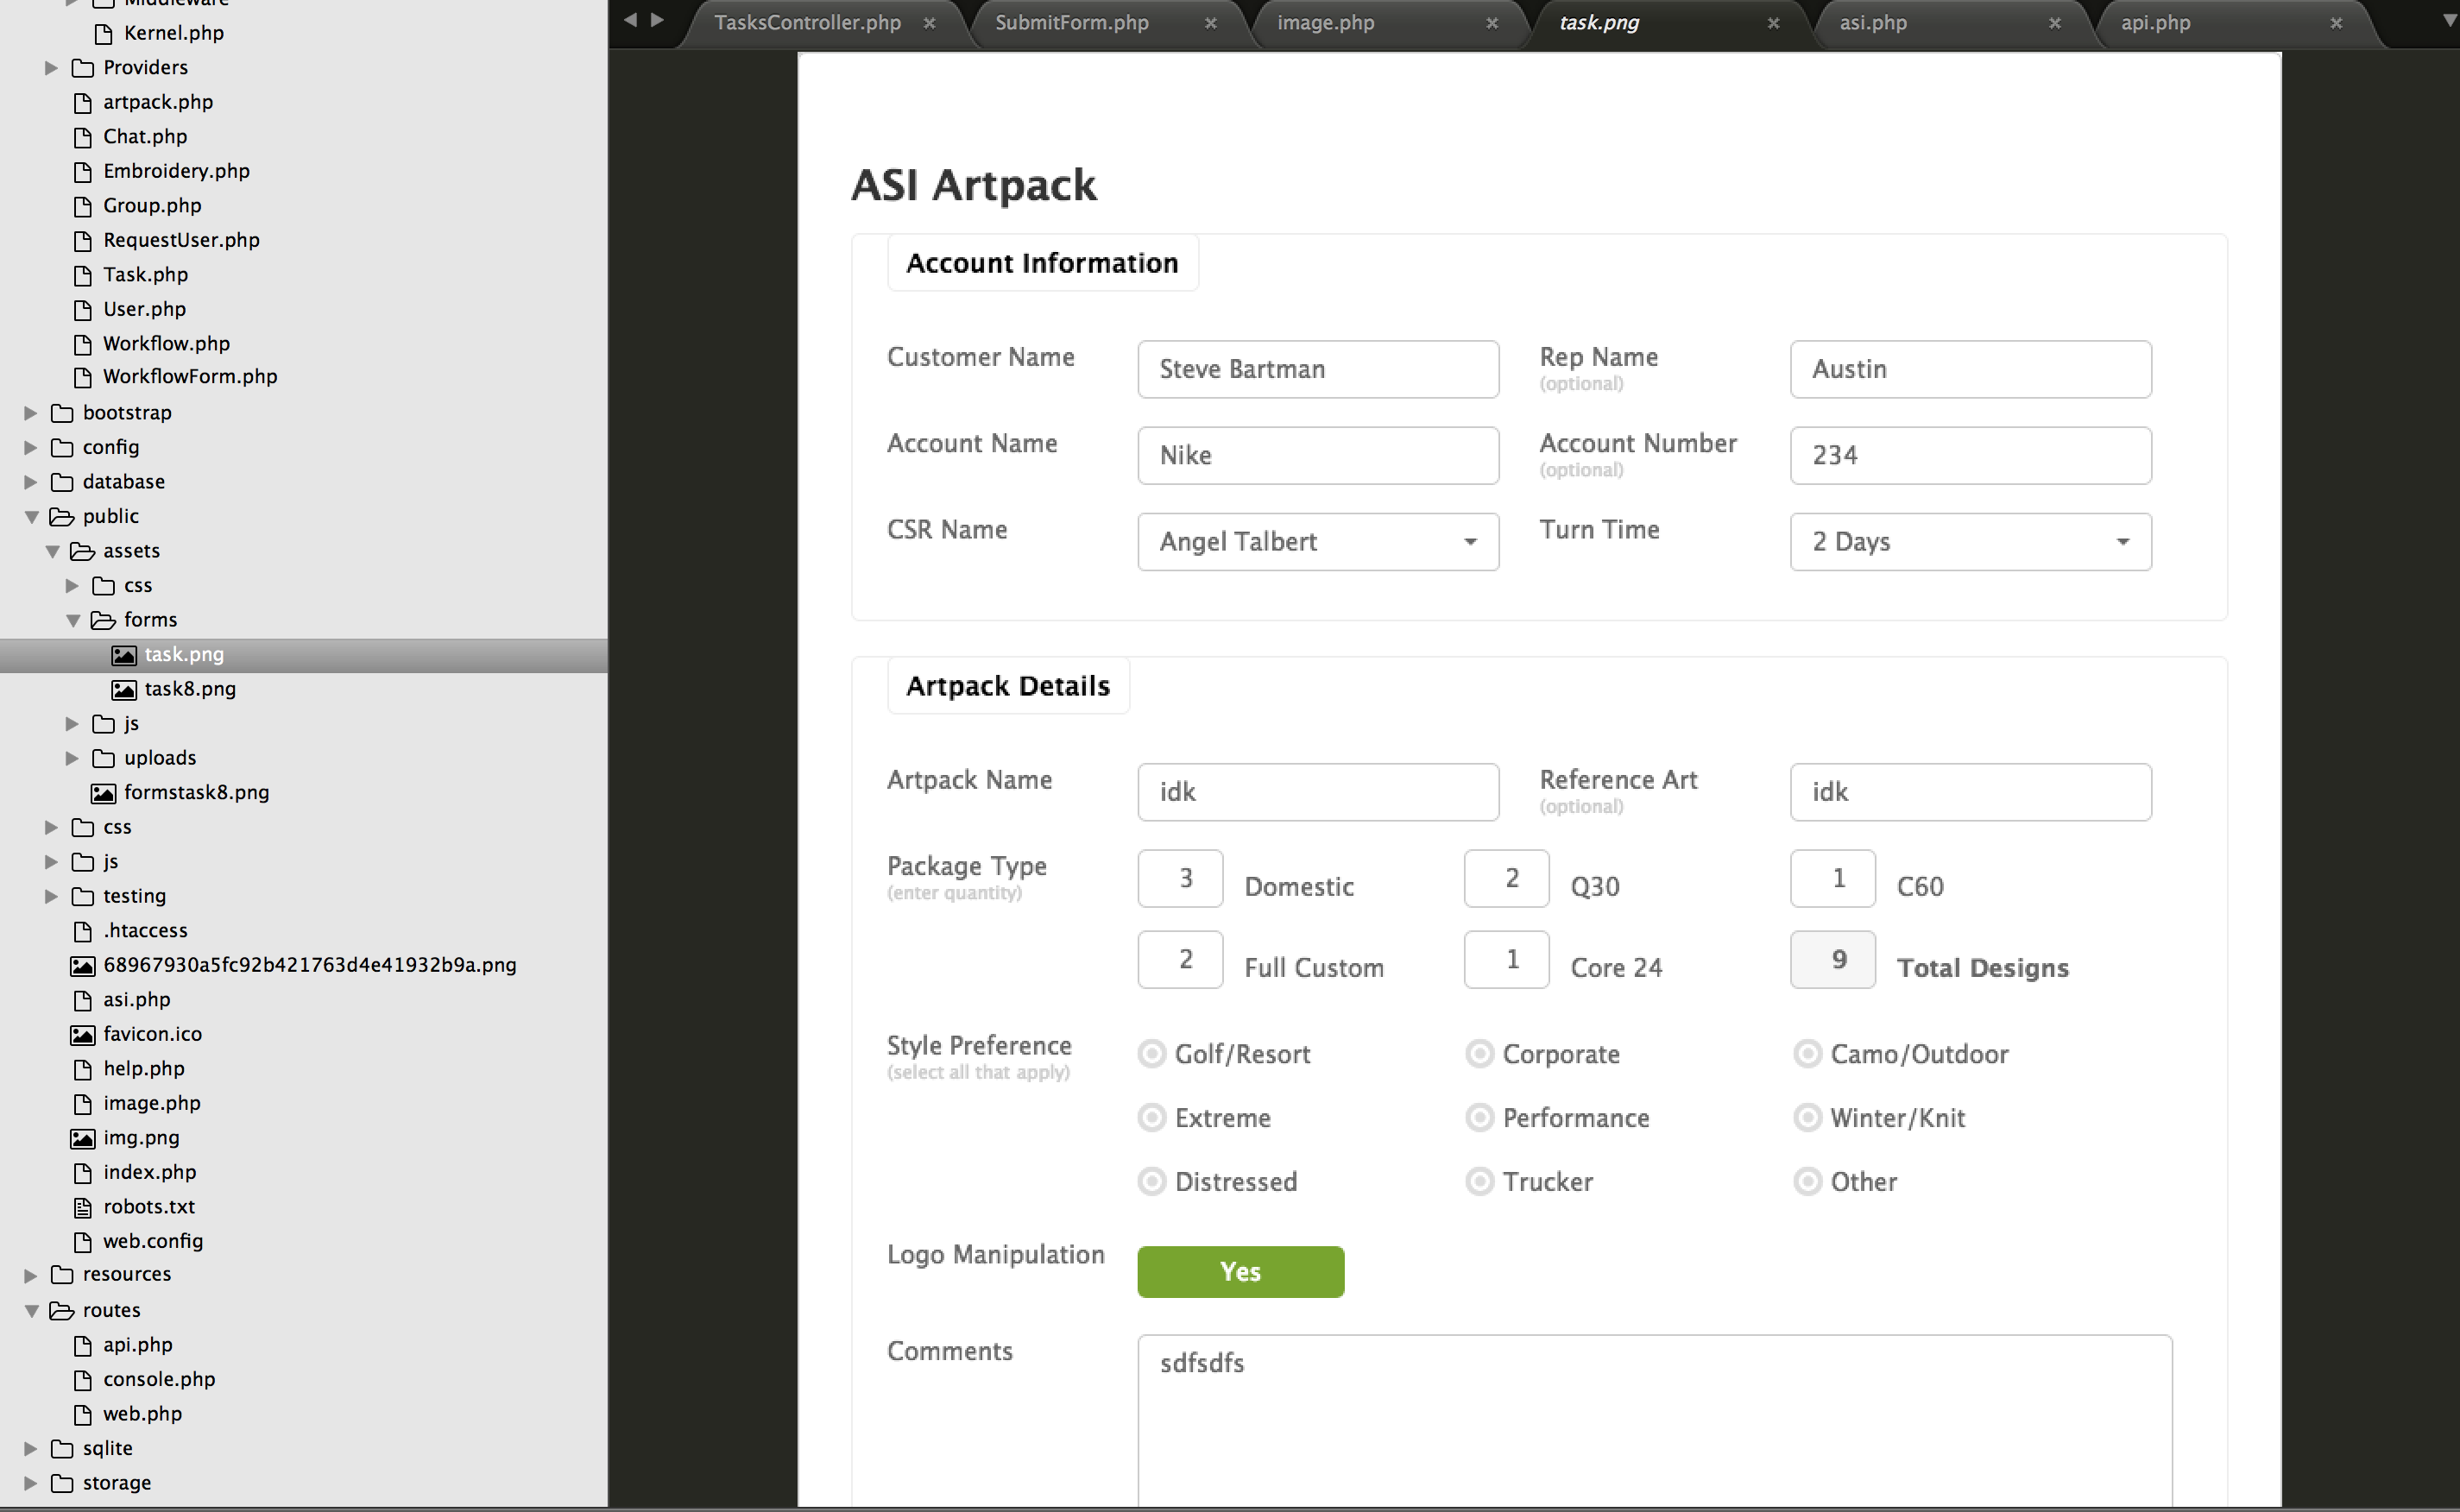 Middleware
Kernel.php
Providers
artpack.php
Chat.php
Embroidery.php
Group.php
RequestUser.php
Task.php
User.php
Workflow.php
WorkflowForm.php
bootstrap
config
database
public
assets
css
forms
task.png
task8.png
js
uploads
formstask8.png
css
js
testing
.htaccess
68967930a5fc92b421763d4e41932b9a.png
asi.php
favicon.ico
help.php
image.php
img.png
index.php
robots.txt
web.config
resources
routes
api.php
console.php
web.php
sqlite
storage
TasksController.php × SubmitForm.php × image.php × task.png × asi.php × api.php ×
ASI Artpack
Account Information
Customer Name Steve Bartman Rep Name Austin
(optional)
Account Name Nike Account Number 234
(optional)
CSR Name Angel Talbert Turn Time 2 Days
Artpack Details
Artpack Name idk Reference Art idk
(optional)
Package Type 3 Domestic 2 Q30 1 C60
(enter quantity)
2 Full Custom 1 Core 24 9 Total Designs
Style Preference Golf/Resort Corporate Camo/Outdoor
(select all that apply)
Extreme Performance Winter/Knit
Distressed Trucker Other
Logo Manipulation Yes
Comments sdfsdfs